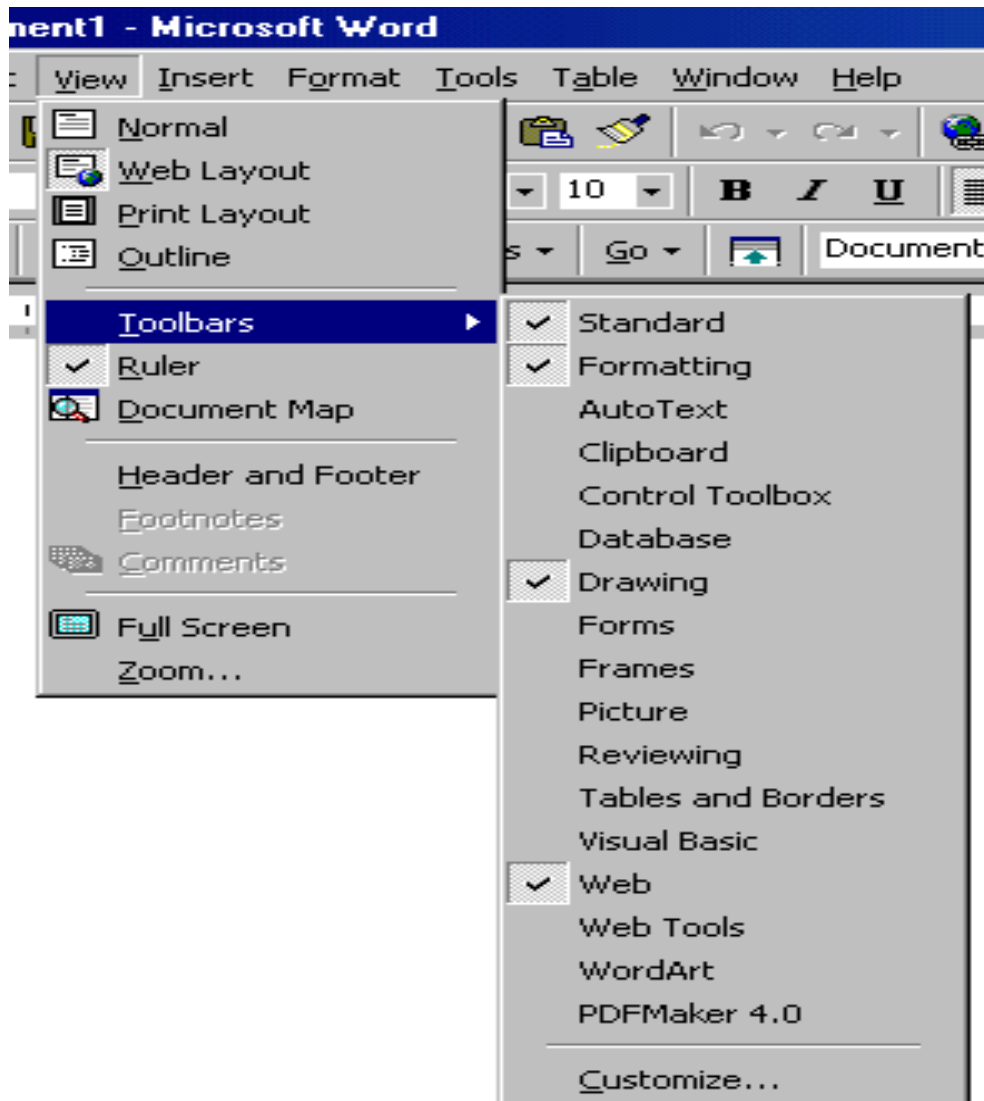 ment1 - Microsoft Word
View Insert Format Tools Table Window Help
Normal
Web Layout
Print Layout
Outline
10 B I U
s Go Document
Toolbars
Ruler
Document Map
Header and Footer
Footnotes
Comments
Full Screen
Zoom...
Standard
Formatting
AutoText
Clipboard
Control Toolbox
Database
Drawing
Forms
Frames
Picture
Reviewing
Tables and Borders
Visual Basic
Web
Web Tools
WordArt
PDFMaker 4.0
Customize...